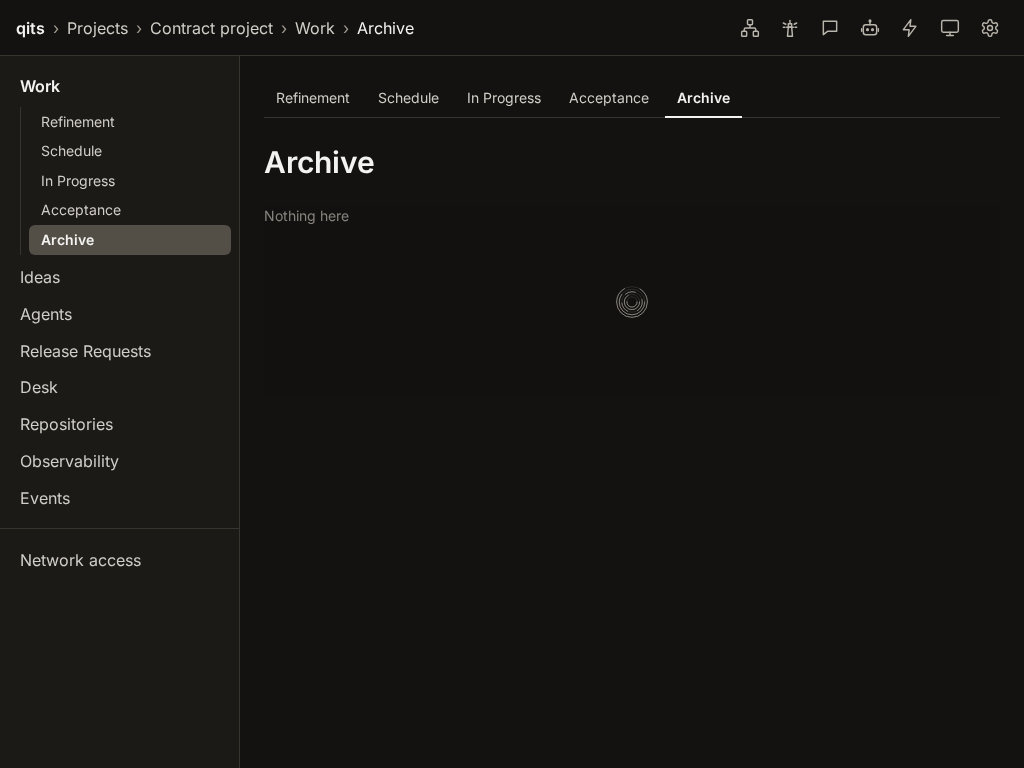 qits › Projects › Contract project › Work › Archive
Work
Refinement
Schedule
In Progress
Acceptance
Archive
Ideas
Agents
Release Requests
Desk
Repositories
Observability
Events
Network access
Refinement Schedule In Progress Acceptance Archive
Archive
Nothing here